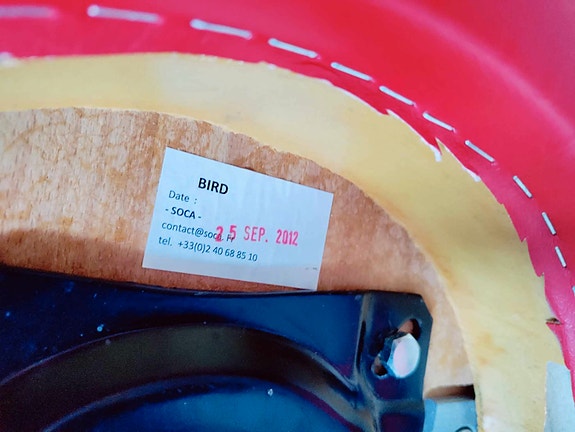 BIRD
Date :
- SOCA -
25 SEP. 2012
contact@soca.fr
tel. +33(0)2 40 68 85 10